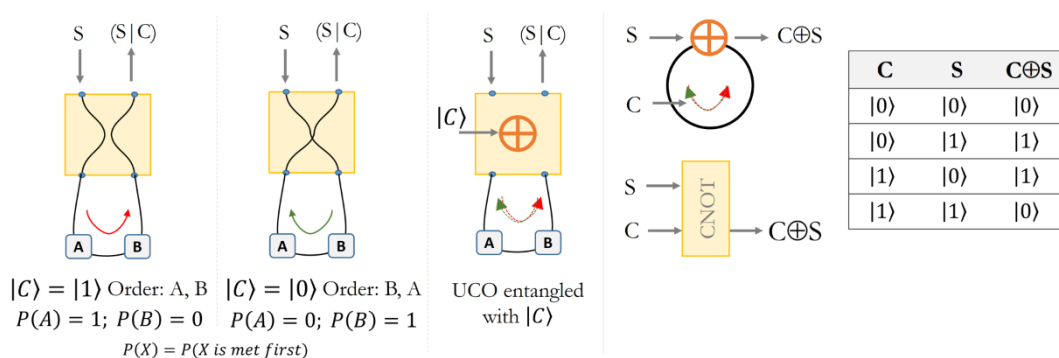 S (S|C)
A B
|C⟩ = |1⟩ Order: A, B
P(A) = 1; P(B) = 0
S (S|C)
A B
|C⟩ = |0⟩ Order: B, A
P(A) = 0; P(B) = 1
P(X) = P(X is met first)
S (S|C)
|C⟩
A B
UCO entangled
with |C⟩
S C⊕S
C
S
CNOT
C C⊕S
C S C⊕S
|0⟩ |0⟩ |0⟩
|0⟩ |1⟩ |1⟩
|1⟩ |0⟩ |1⟩
|1⟩ |1⟩ |0⟩